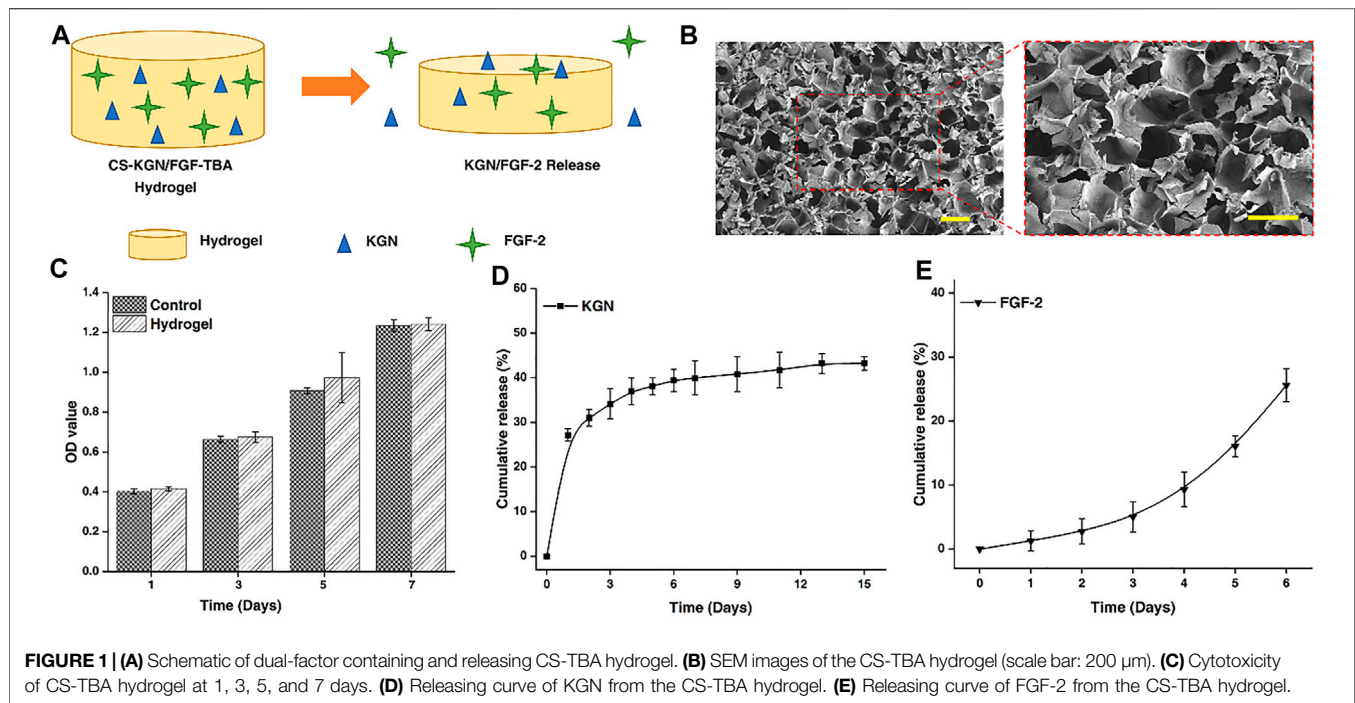 A
CS-KGN/FGF-TBA
Hydrogel
KGN/FGF-2 Release
Hydrogel
KGN
FGF-2
B
C
Control
Hydrogel
OD value
1.4
1.2
1.0
0.8
0.6
0.4
0.2
0.0
1 3 5 7
Time (Days)
D
KGN
Cumulative release (%)
60
50
40
30
20
10
0
0 3 6 9 12 15
Time (Days)
E
FGF-2
Cumulative release (%)
40
30
20
10
0
0 1 2 3 4 5 6
Time (Days)
FIGURE 1 | (A) Schematic of dual-factor containing and releasing CS-TBA hydrogel. (B) SEM images of the CS-TBA hydrogel (scale bar: 200 μm). (C) Cytotoxicity
of CS-TBA hydrogel at 1, 3, 5, and 7 days. (D) Releasing curve of KGN from the CS-TBA hydrogel. (E) Releasing curve of FGF-2 from the CS-TBA hydrogel.